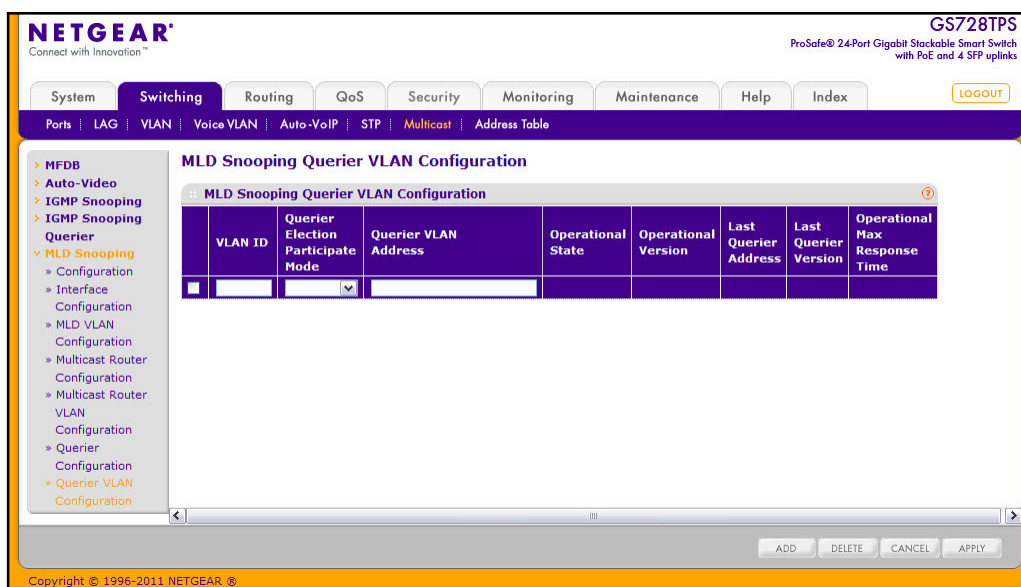 NETGEAR®
Connect with Innovation™
GS728TPS
ProSafe® 24-Port Gigabit Stackable Smart Switch
with PoE and 4 SFP uplinks
System Switching Routing QoS Security Monitoring Maintenance Help Index LOGOUT
Ports | LAG | VLAN | Voice VLAN | Auto-VoIP | STP | Multicast | Address Table
MFDB
Auto-Video
IGMP Snooping
IGMP Snooping
Querier
MLD Snooping
» Configuration
» Interface
Configuration
» MLD VLAN
Configuration
» Multicast Router
Configuration
» Multicast Router
VLAN
Configuration
» Querier
Configuration
» Querier VLAN
Configuration
MLD Snooping Querier VLAN Configuration
MLD Snooping Querier VLAN Configuration ?
VLAN ID
Querier
Election
Participate
Mode
Querier VLAN
Address
Operational
State
Operational
Version
Last
Querier
Address
Last
Querier
Version
Operational
Max
Response
Time
ADD DELETE CANCEL APPLY
Copyright © 1996-2011 NETGEAR ®